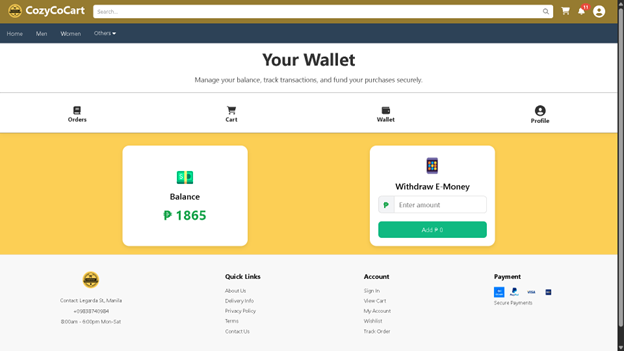 CozyCoCart
Search...
11
Home Men Women Others
Your Wallet
Manage your balance, track transactions, and fund your purchases securely.
Orders Cart Wallet Profile
Balance
₱ 1865
Withdraw E-Money
₱ Enter amount
Add ₱ 0
Quick Links Account Payment
Contact: Legarda St, Manila
+09238740984
8:00am - 9:00pm Mon-Sat
About Us
Delivery Info
Privacy Policy
Terms
Contact Us
Sign In
View Cart
My Account
Wishlist
Track Order
PayPal VISA
Secure Payments